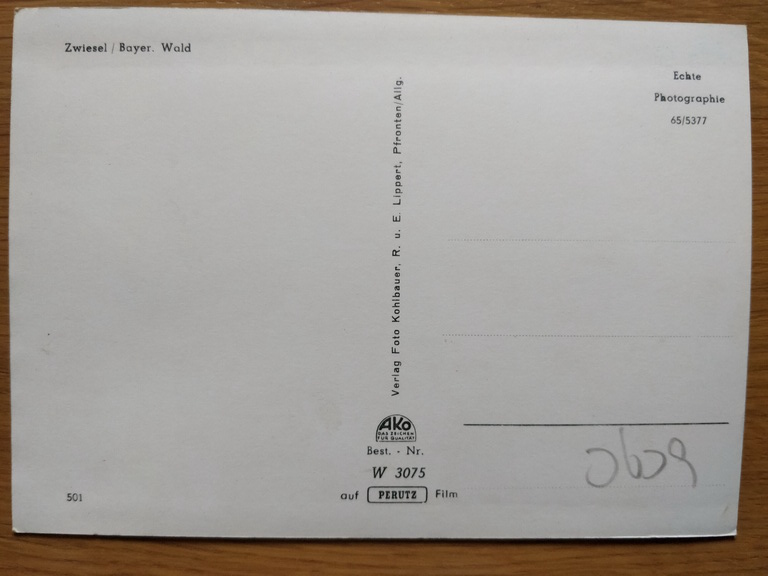 Zwiesel / Bayer. Wald
Echte
Photographie
65/5377
Verlag Foto Kohlbauer, R. u. E. Lippert, Pfronten/Allg.
AKO
DAS ZEICHEN
FÜR QUALITÄT
Best. - Nr.
W 3075
auf PERUTZ Film
501